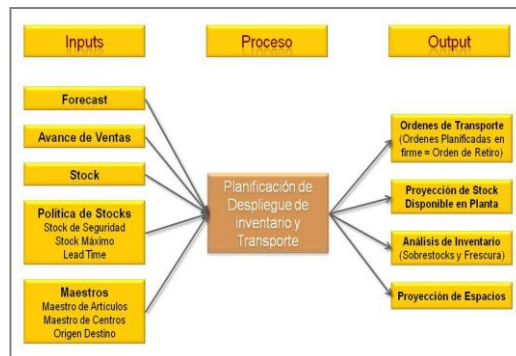 Inputs
Proceso
Output
Forecast
Avance de Ventas
Stock
Política de Stocks
Stock de Seguridad
Stock Máximo
Lead Time
Maestros
Maestro de Artículos
Maestro de Centros
Origen Destino
Planificación de
Despliegue de
inventario y
Transporte
Ordenes de Transporte
(Ordenes Planificadas en
firme = Orden de Retiro)
Proyección de Stock
Disponible en Planta
Análisis de Inventario
(Sobrestocks y Frescura)
Proyección de Espacios